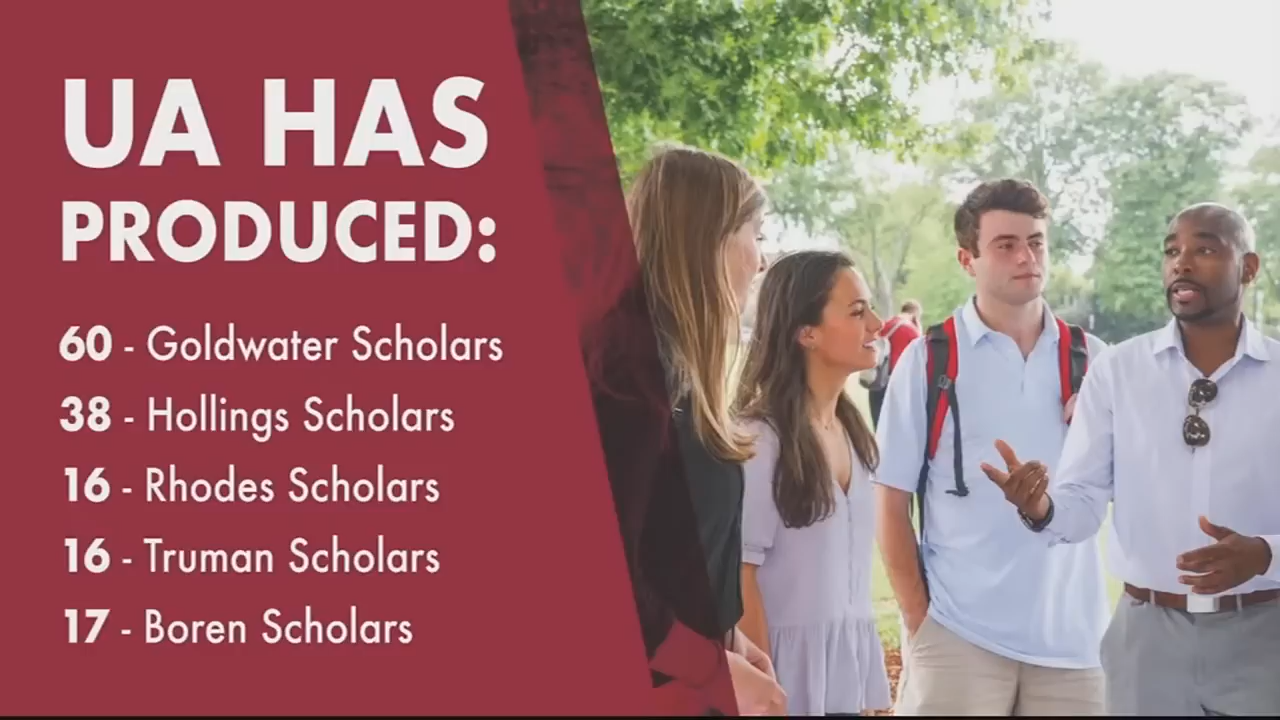 UA HAS
PRODUCED:
60 - Goldwater Scholars
38 - Hollings Scholars
16 - Rhodes Scholars
16 - Truman Scholars
17 - Boren Scholars